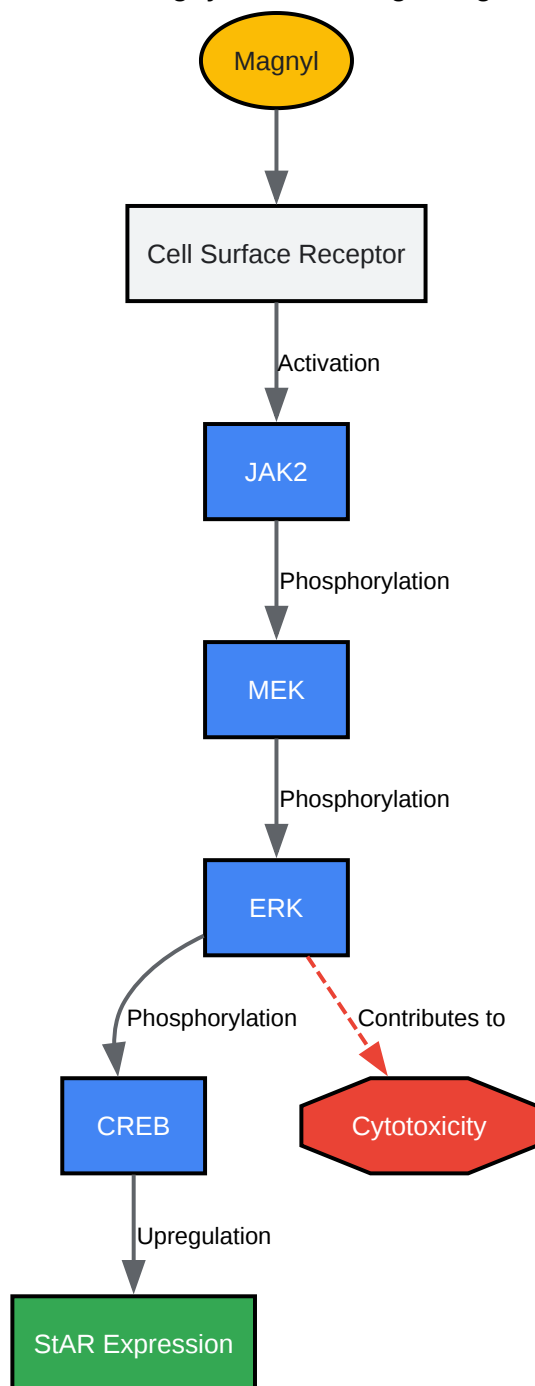 Magnyl
Cell Surface Receptor
Activation
JAK2
Phosphorylation
MEK
Phosphorylation
ERK
Phosphorylation
Contributes to
CREB
Cytotoxicity
Upregulation
StAR Expression